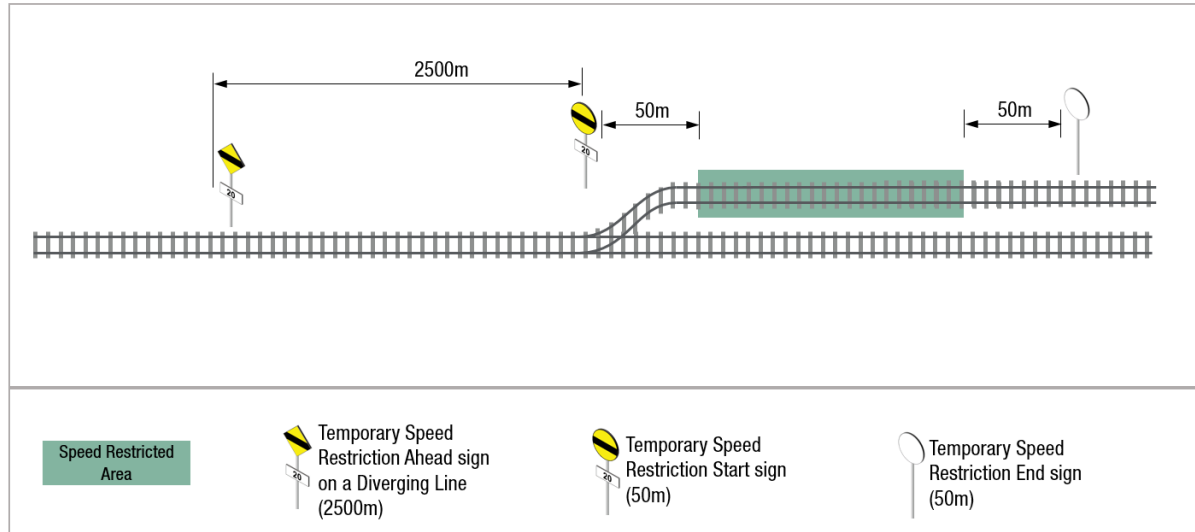 2500m
50m
50m
20
20
Speed Restricted
Area
20
Temporary Speed
Restriction Ahead sign
on a Diverging Line
(2500m)
20
Temporary Speed
Restriction Start sign
(50m)
Temporary Speed
Restriction End sign
(50m)